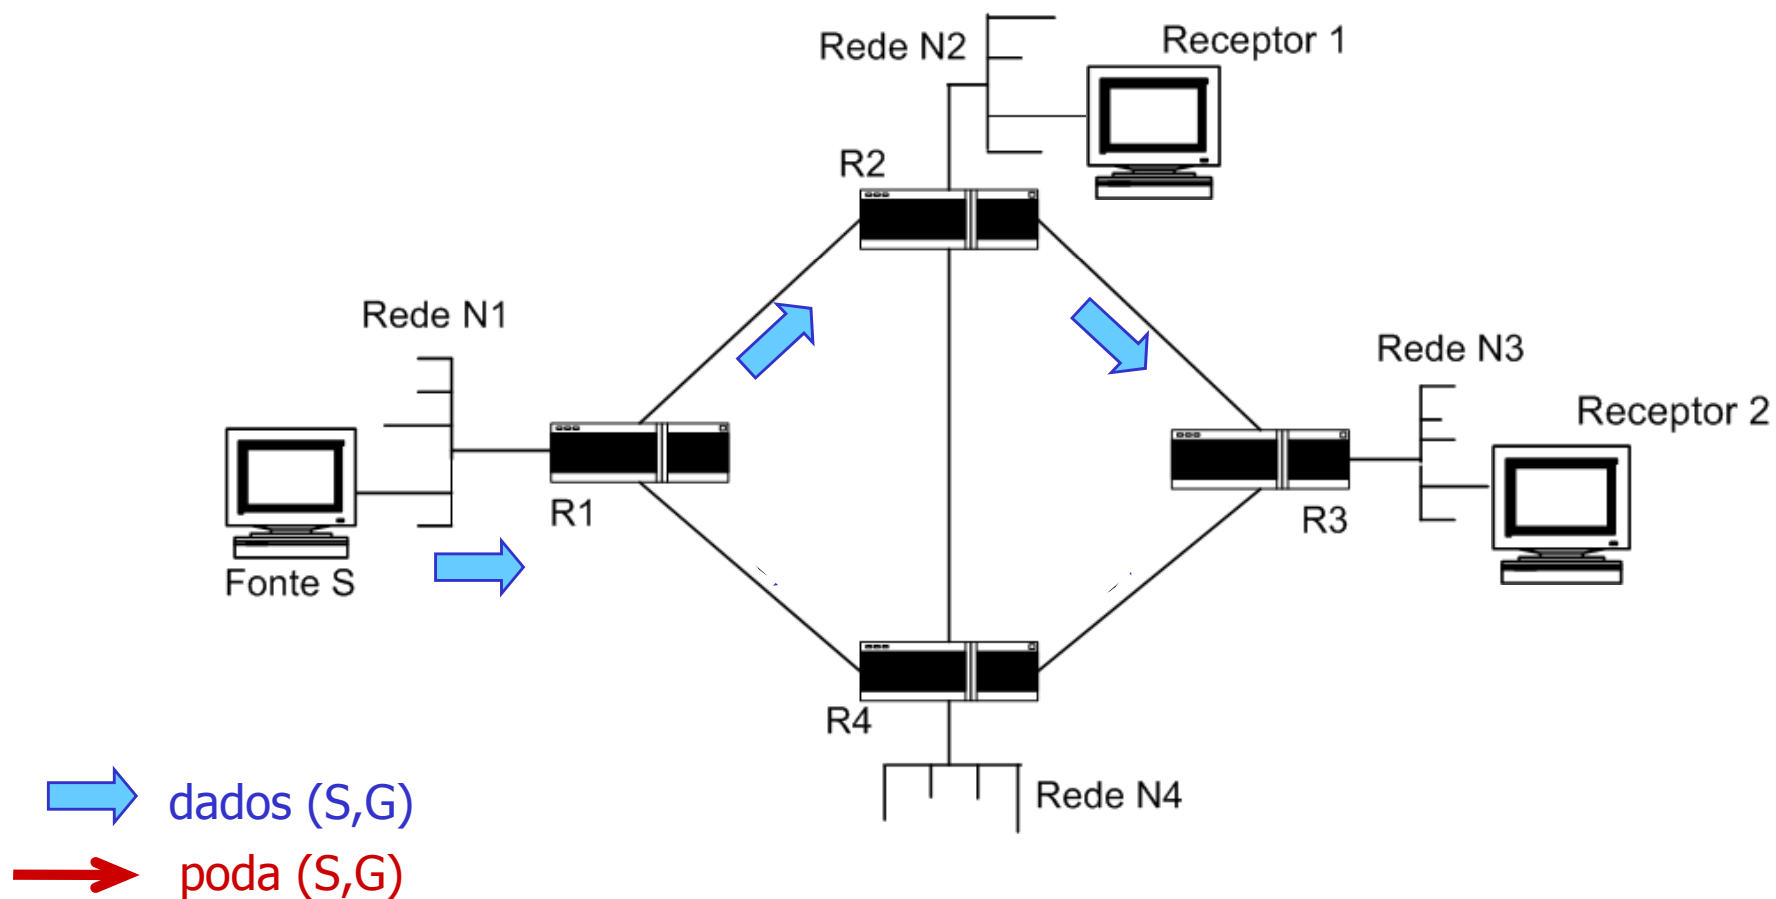 Rede N2
Receptor 1
R2
Rede N1
Rede N3
Receptor 2
R1
R3
Fonte S
R4
Rede N4
dados (S,G)
poda (S,G)